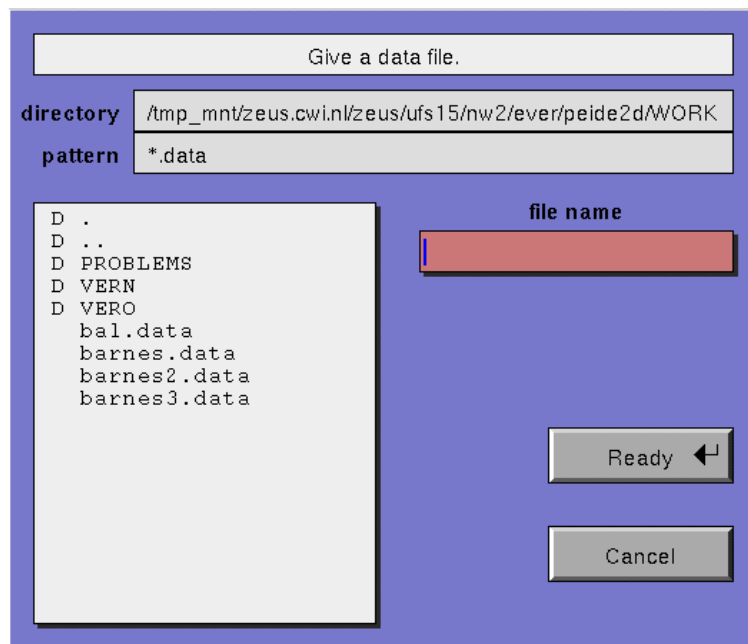 Give a data file.
directory /tmp_mnt/zeus.cwi.nl/zeus/ufs15/nw2/ever/peide2d/WORK
pattern *.data
file name
D .
D ..
D PROBLEMS
D VERN
D VERO
bal.data
barnes.data
barnes2.data
barnes3.data
Ready
Cancel